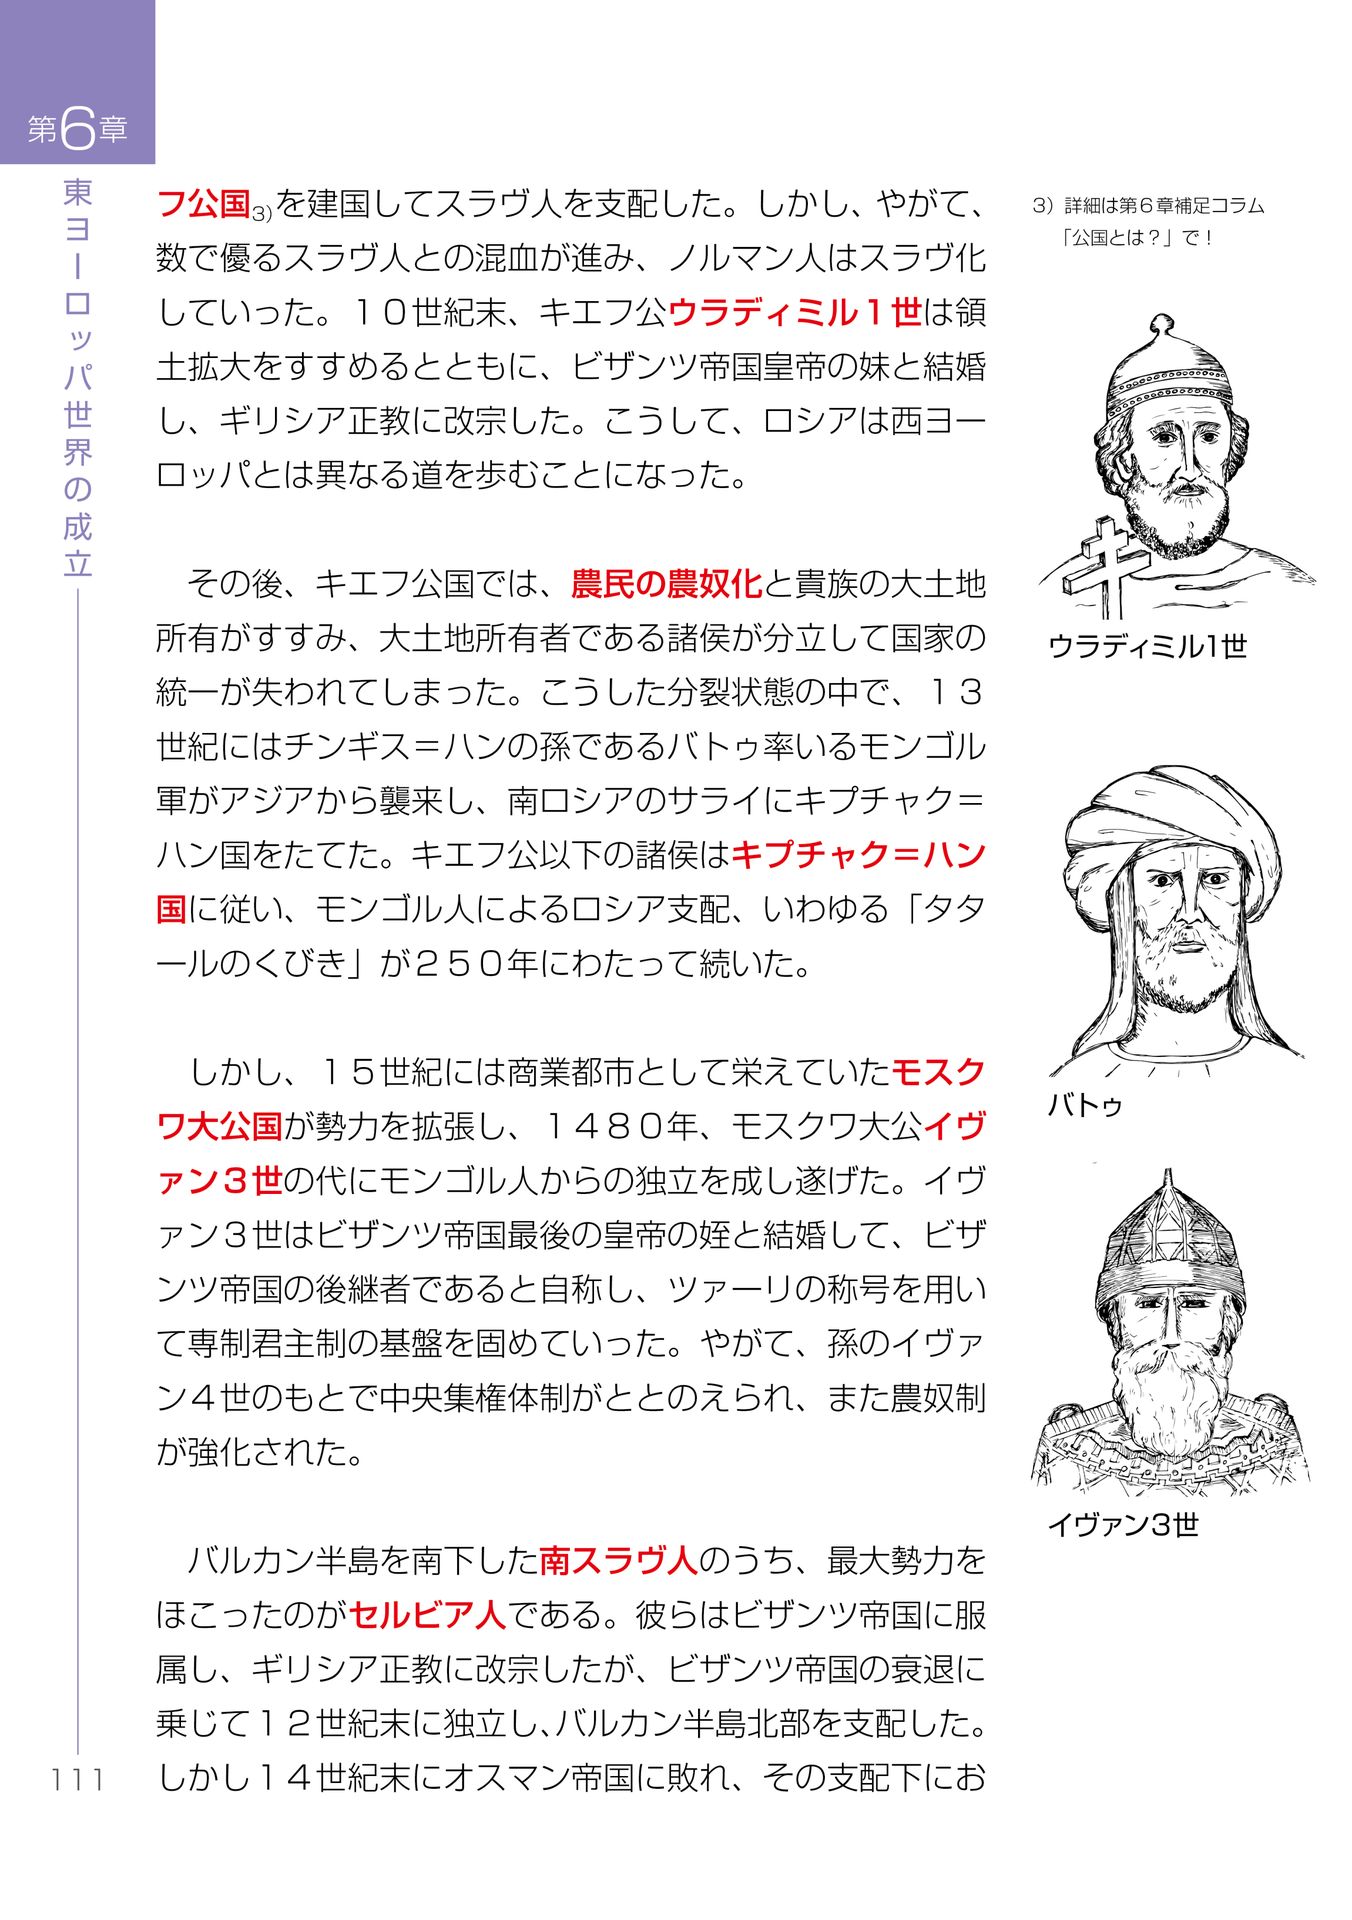 第6章
東ヨーロッパ世界の成立
フ公国3)を建国してスラヴ人を支配した。しかし、やがて、
数で優るスラヴ人との混血が進み、ノルマン人はスラヴ化
していった。１０世紀末、キエフ公ウラディミル１世は領
土拡大をすすめるとともに、ビザンツ帝国皇帝の妹と結婚
し、ギリシア正教に改宗した。こうして、ロシアは西ヨー
ロッパとは異なる道を歩むことになった。
その後、キエフ公国では、農民の農奴化と貴族の大土地
所有がすすみ、大土地所有者である諸侯が分立して国家の
統一が失われてしまった。こうした分裂状態の中で、１３
世紀にはチンギス＝ハンの孫であるバトゥ率いるモンゴル
軍がアジアから襲来し、南ロシアのサライにキプチャク＝
ハン国をたてた。キエフ公以下の諸侯はキプチャク＝ハン
国に従い、モンゴル人によるロシア支配、いわゆる「タタ
ールのくびき」が２５０年にわたって続いた。
しかし、１５世紀には商業都市として栄えていたモスク
ワ大公国が勢力を拡張し、１４８０年、モスクワ大公イヴ
ァン３世の代にモンゴル人からの独立を成し遂げた。イヴ
ァン３世はビザンツ帝国最後の皇帝の姪と結婚して、ビザ
ンツ帝国の後継者であると自称し、ツァーリの称号を用い
て専制君主制の基盤を固めていった。やがて、孫のイヴァ
ン４世のもとで中央集権体制がととのえられ、また農奴制
が強化された。
バルカン半島を南下した南スラヴ人のうち、最大勢力を
ほこったのがセルビア人である。彼らはビザンツ帝国に服
属し、ギリシア正教に改宗したが、ビザンツ帝国の衰退に
乗じて１２世紀末に独立し、バルカン半島北部を支配した。
しかし１４世紀末にオスマン帝国に敗れ、その支配下にお
3）詳細は第６章補足コラム
「公国とは？」で！
ウラディミル1世
バトゥ
イヴァン3世
111